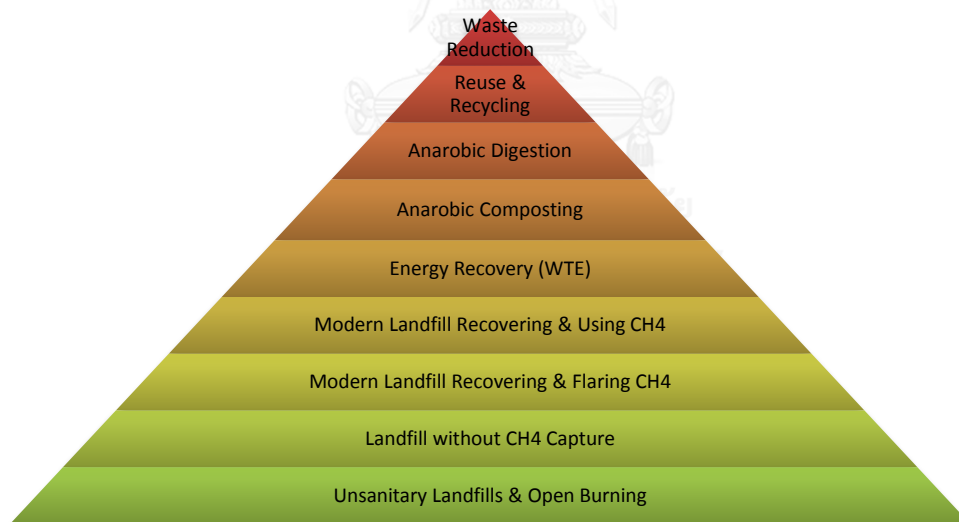 Waste
Reduction
Reuse &
Recycling
Anarobic Digestion
Anarobic Composting
Energy Recovery (WTE)
Modern Landfill Recovering & Using CH4
Modern Landfill Recovering & Flaring CH4
Landfill without CH4 Capture
Unsanitary Landfills & Open Burning